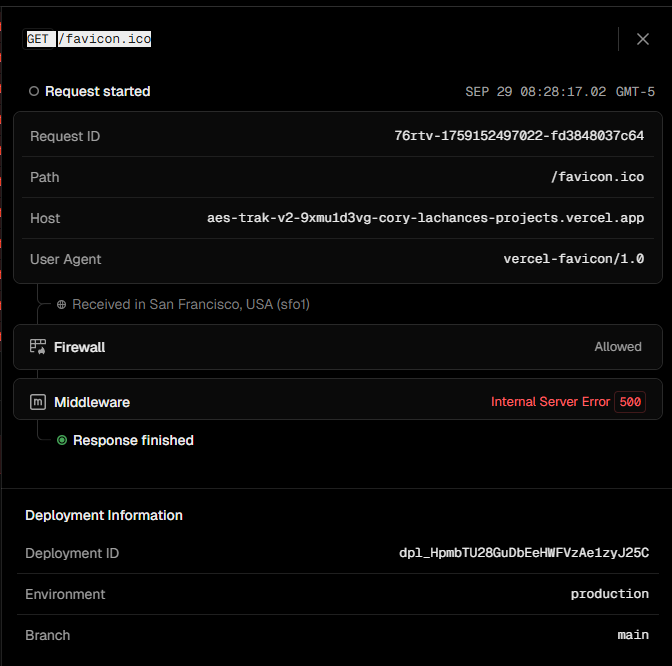 GET /favicon.ico
Request started SEP 29 08:28:17.02 GMT-5
Request ID 76rtv-1759152497022-fd3848037c64
Path /favicon.ico
Host aes-trak-v2-9xmu1d3vg-cory-lachances-projects.vercel.app
User Agent vercel-favicon/1.0
Received in San Francisco, USA (sfo1)
Firewall Allowed
m Middleware Internal Server Error 500
Response finished
Deployment Information
Deployment ID dpl_HpmbTU28GuDbEeHWFVzAe1zyJ25C
Environment production
Branch main